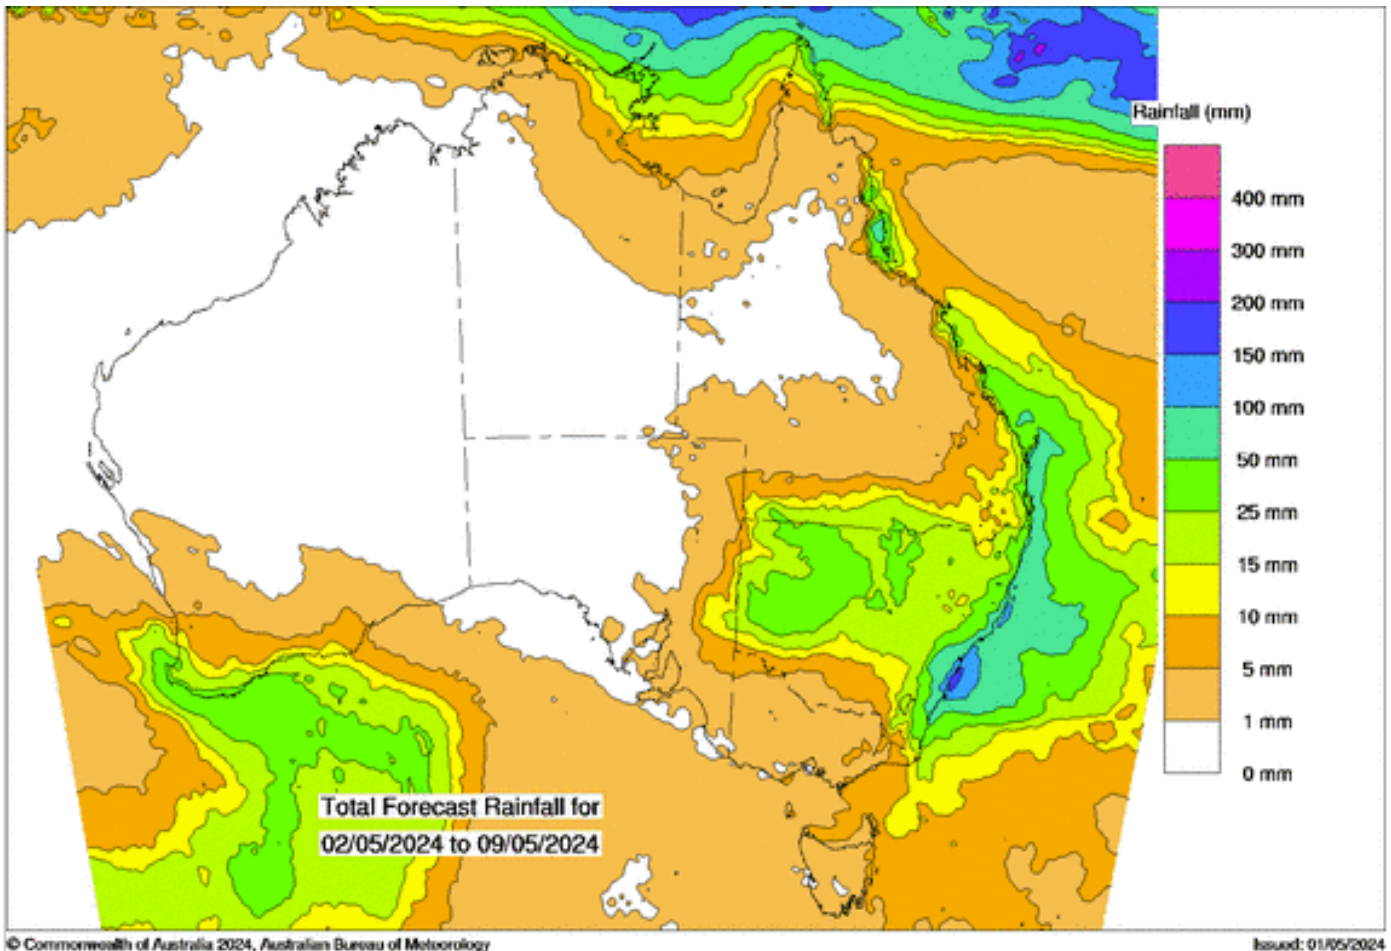 Rainfall (mm)
400 mm
300 mm
200 mm
150 mm
100 mm
50 mm
25 mm
15 mm
10 mm
5 mm
1 mm
0 mm
Total Forecast Rainfall for
02/05/2024 to 09/05/2024
© Commonwealth of Australia 2024, Australian Bureau of Meteorology
Issued: 01/05/2024